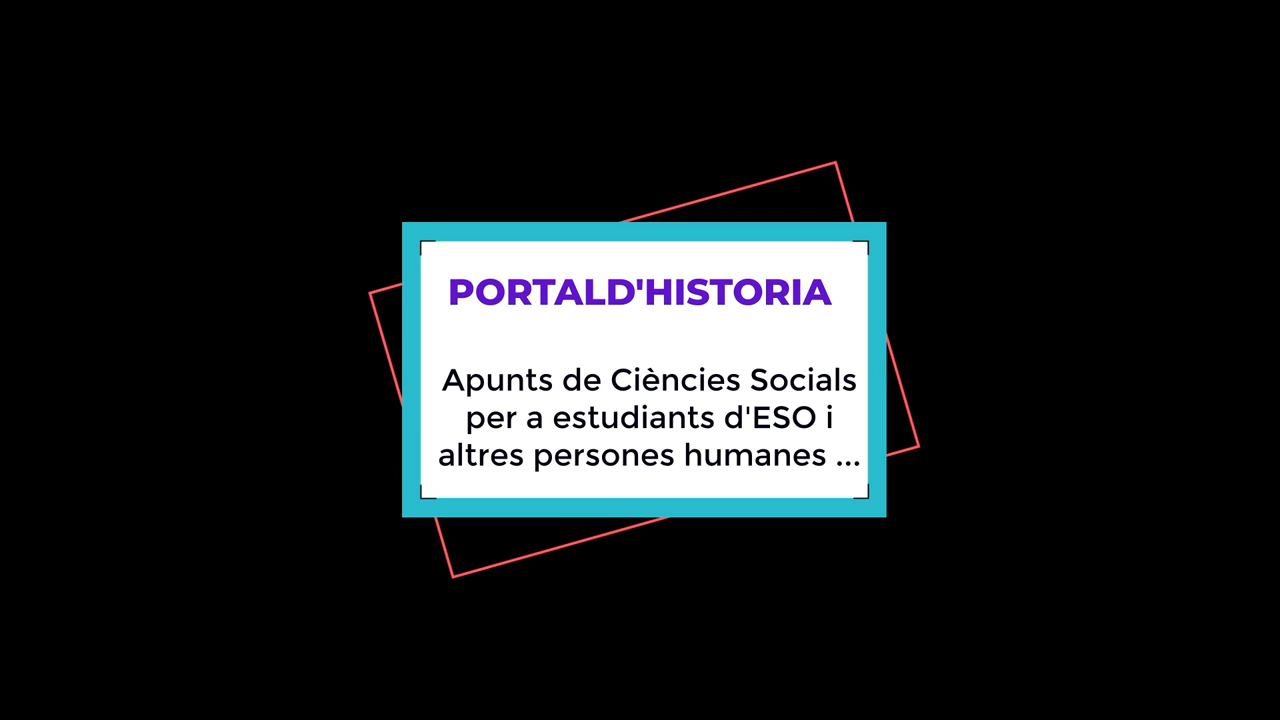 PORTALD'HISTORIA
Apunts de Ciències Socials
per a estudiants d'ESO i
altres persones humanes ...